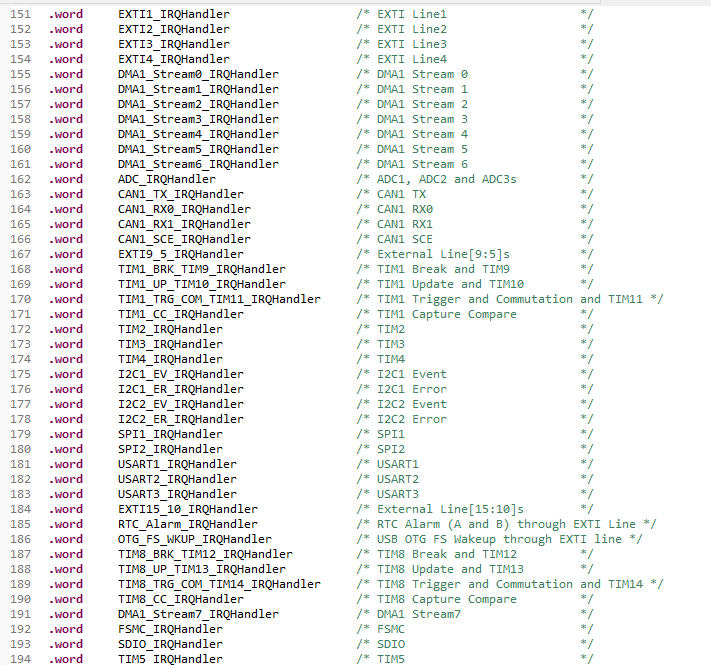 151 .word EXTI1_IRQHandler /* EXTI Line1 */
152 .word EXTI2_IRQHandler /* EXTI Line2 */
153 .word EXTI3_IRQHandler /* EXTI Line3 */
154 .word EXTI4_IRQHandler /* EXTI Line4 */
155 .word DMA1_Stream0_IRQHandler /* DMA1 Stream 0 */
156 .word DMA1_Stream1_IRQHandler /* DMA1 Stream 1 */
157 .word DMA1_Stream2_IRQHandler /* DMA1 Stream 2 */
158 .word DMA1_Stream3_IRQHandler /* DMA1 Stream 3 */
159 .word DMA1_Stream4_IRQHandler /* DMA1 Stream 4 */
160 .word DMA1_Stream5_IRQHandler /* DMA1 Stream 5 */
161 .word DMA1_Stream6_IRQHandler /* DMA1 Stream 6 */
162 .word ADC_IRQHandler /* ADC1, ADC2 and ADC3s */
163 .word CAN1_TX_IRQHandler /* CAN1 TX */
164 .word CAN1_RX0_IRQHandler /* CAN1 RX0 */
165 .word CAN1_RX1_IRQHandler /* CAN1 RX1 */
166 .word CAN1_SCE_IRQHandler /* CAN1 SCE */
167 .word EXTI9_5_IRQHandler /* External Line[9:5]s */
168 .word TIM1_BRK_TIM9_IRQHandler /* TIM1 Break and TIM9 */
169 .word TIM1_UP_TIM10_IRQHandler /* TIM1 Update and TIM10 */
170 .word TIM1_TRG_COM_TIM11_IRQHandler /* TIM1 Trigger and Commutation and TIM11 */
171 .word TIM1_CC_IRQHandler /* TIM1 Capture Compare */
172 .word TIM2_IRQHandler /* TIM2 */
173 .word TIM3_IRQHandler /* TIM3 */
174 .word TIM4_IRQHandler /* TIM4 */
175 .word I2C1_EV_IRQHandler /* I2C1 Event */
176 .word I2C1_ER_IRQHandler /* I2C1 Error */
177 .word I2C2_EV_IRQHandler /* I2C2 Event */
178 .word I2C2_ER_IRQHandler /* I2C2 Error */
179 .word SPI1_IRQHandler /* SPI1 */
180 .word SPI2_IRQHandler /* SPI2 */
181 .word USART1_IRQHandler /* USART1 */
182 .word USART2_IRQHandler /* USART2 */
183 .word USART3_IRQHandler /* USART3 */
184 .word EXTI15_10_IRQHandler /* External Line[15:10]s */
185 .word RTC_Alarm_IRQHandler /* RTC Alarm (A and B) through EXTI Line */
186 .word OTG_FS_WKUP_IRQHandler /* USB OTG FS Wakeup through EXTI line */
187 .word TIM8_BRK_TIM12_IRQHandler /* TIM8 Break and TIM12 */
188 .word TIM8_UP_TIM13_IRQHandler /* TIM8 Update and TIM13 */
189 .word TIM8_TRG_COM_TIM14_IRQHandler /* TIM8 Trigger and Commutation and TIM14 */
190 .word TIM8_CC_IRQHandler /* TIM8 Capture Compare */
191 .word DMA1_Stream7_IRQHandler /* DMA1 Stream7 */
192 .word FSMC_IRQHandler /* FSMC */
193 .word SDIO_IRQHandler /* SDIO */
194 .word TIM5_IRQHandler /* TIM5 */